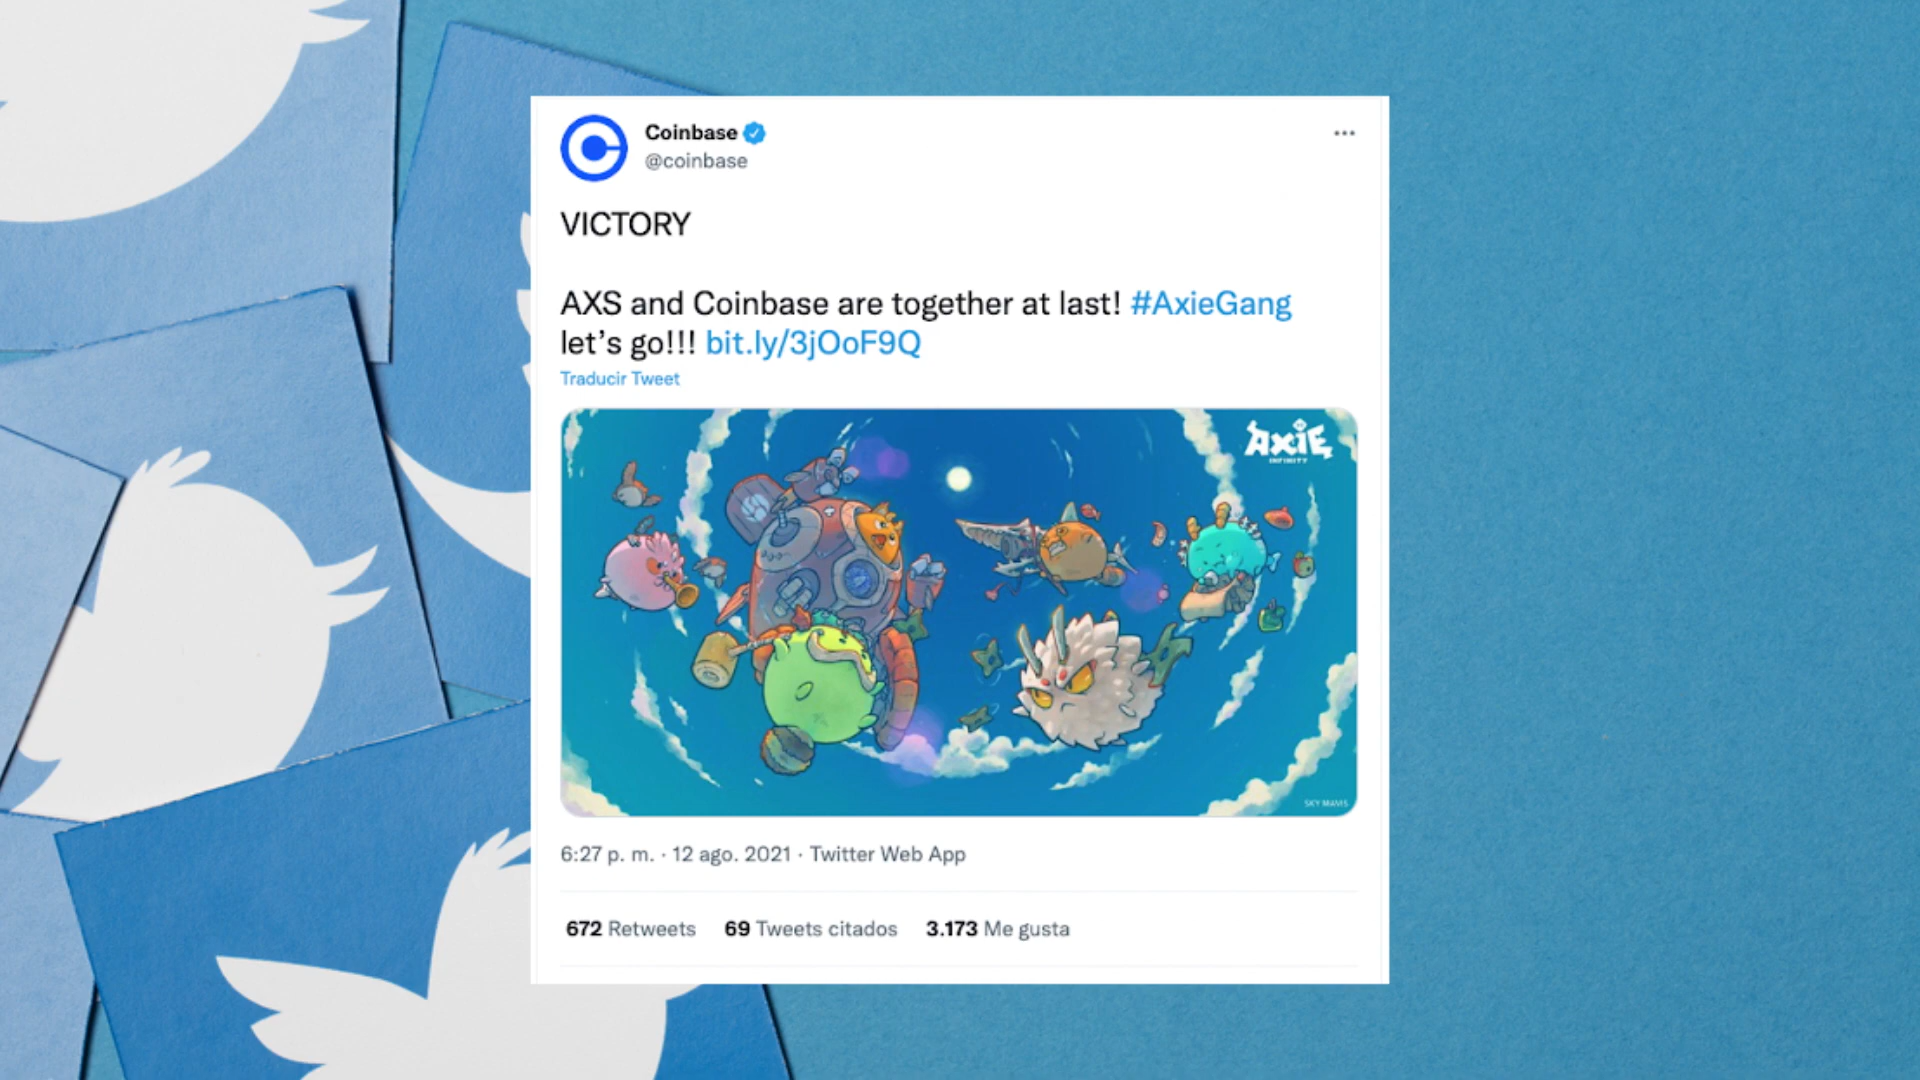 Coinbase
@coinbase
VICTORY
AXS and Coinbase are together at last! #AxieGang
let’s go!!! bit.ly/3jOoF9Q
Traducir Tweet
AXIE
INFINITY
SKY MAVIS
6:27 p. m. · 12 ago. 2021 · Twitter Web App
672 Retweets 69 Tweets citados 3.173 Me gusta